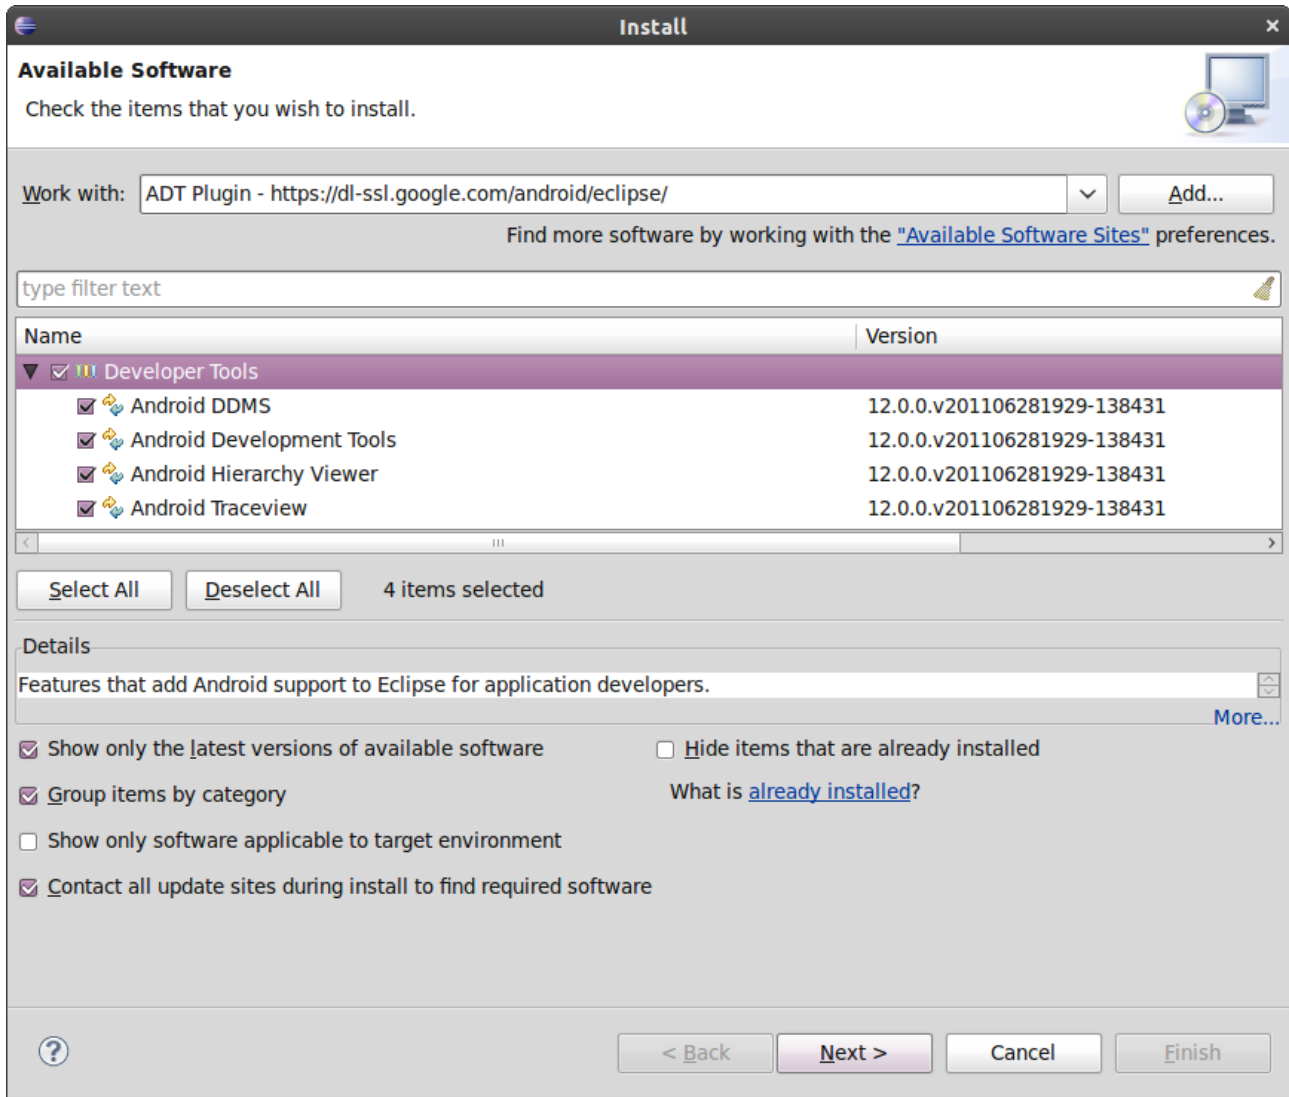 Install
Available Software
Check the items that you wish to install.
Work with: ADT Plugin - https://dl-ssl.google.com/android/eclipse/ Add...
Find more software by working with the "Available Software Sites" preferences.
type filter text
Name Version
Developer Tools
Android DDMS 12.0.0.v201106281929-138431
Android Development Tools 12.0.0.v201106281929-138431
Android Hierarchy Viewer 12.0.0.v201106281929-138431
Android Traceview 12.0.0.v201106281929-138431
Select All Deselect All 4 items selected
Details
Features that add Android support to Eclipse for application developers.
More...
Show only the latest versions of available software Hide items that are already installed
Group items by category What is already installed?
Show only software applicable to target environment
Contact all update sites during install to find required software
< Back Next > Cancel Finish